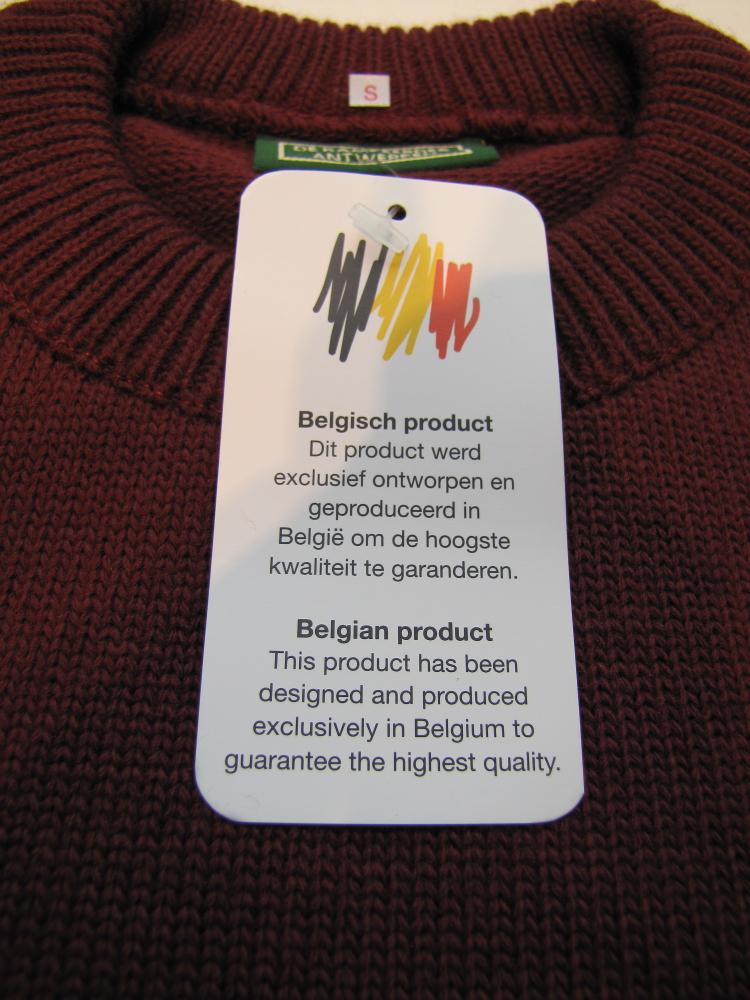 S
ANTWERPEN
Belgisch product
Dit product werd
exclusief ontworpen en
geproduceerd in
België om de hoogste
kwaliteit te garanderen.
Belgian product
This product has been
designed and produced
exclusively in Belgium to
guarantee the highest quality.